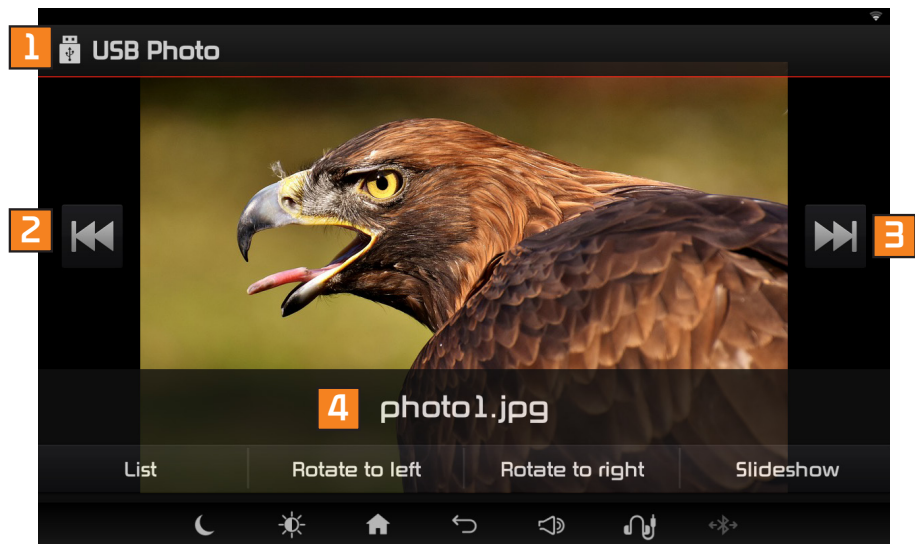 1 USB Photo
2
3
4 photo1.jpg
List Rotate to left Rotate to right Slideshow